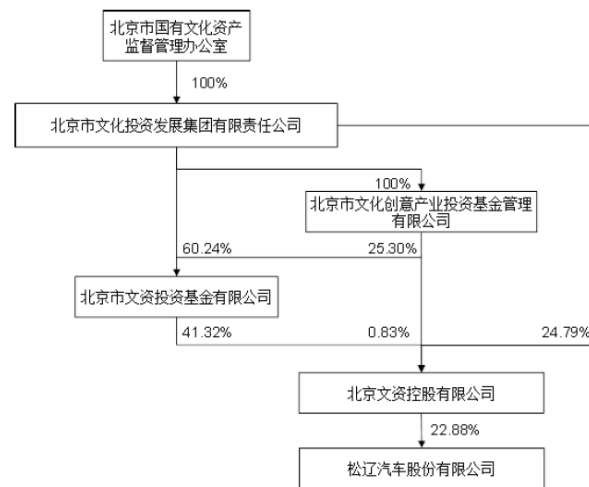 北京市国有文化资产
监督管理办公室
100%
北京市文化投资发展集团有限责任公司
100%
北京市文化创意产业投资基金管理
有限公司
60.24%
25.30%
北京市文资投资基金有限公司
41.32%
0.83%
24.79%
北京文资控股有限公司
22.88%
松辽汽车股份有限公司